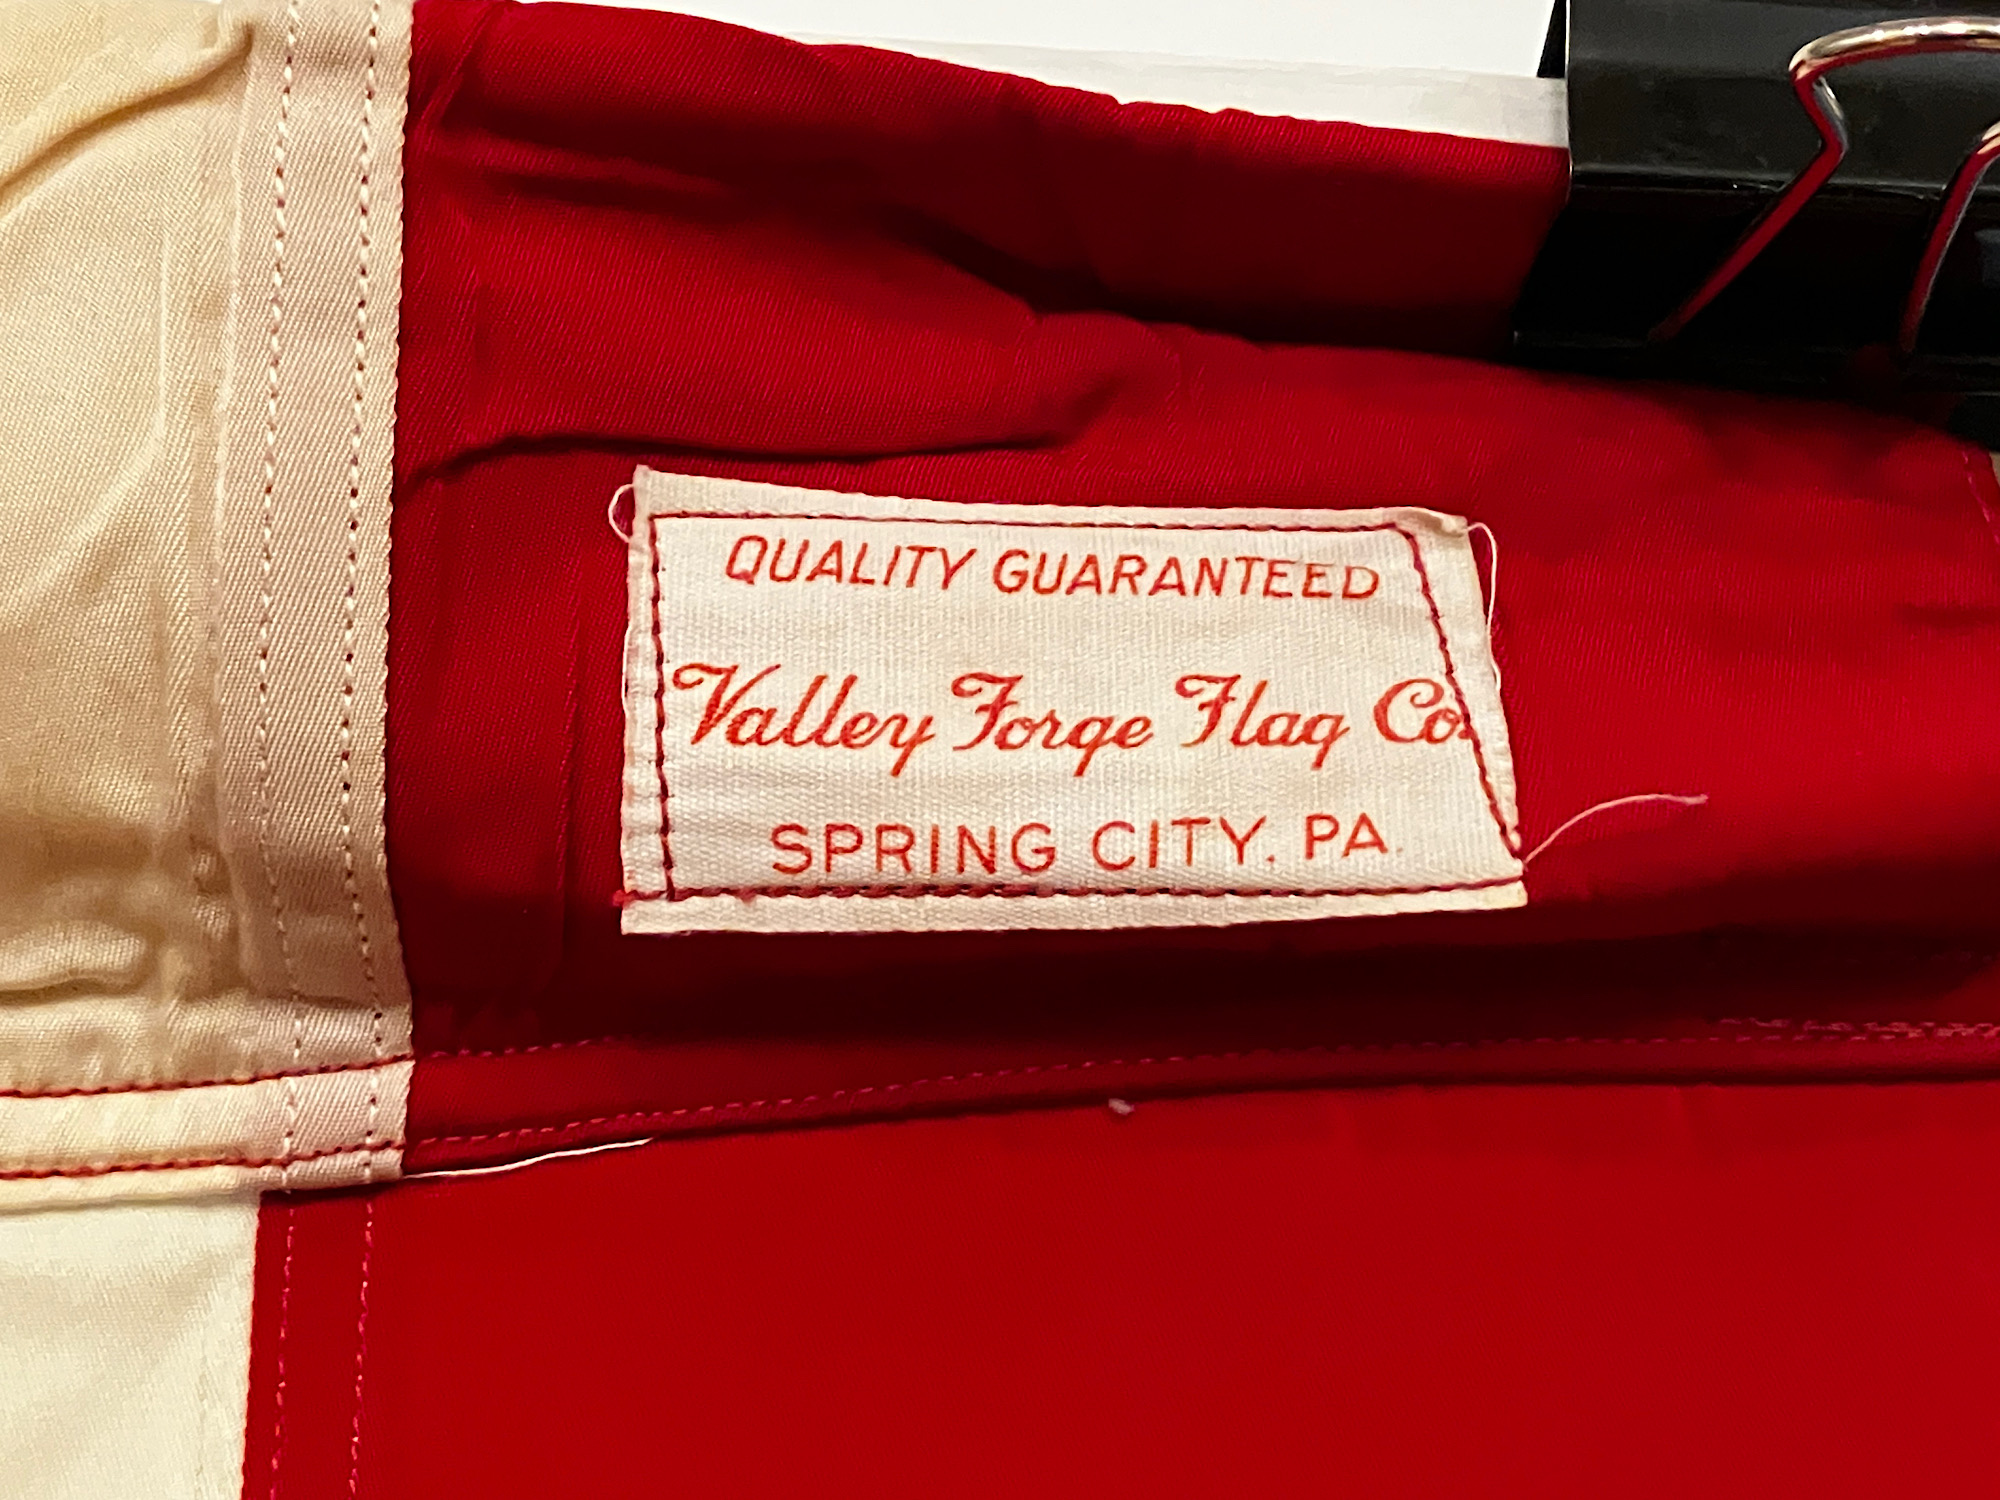 QUALITY GUARANTEED
Valley Forge Flag Co.
SPRING CITY, PA.